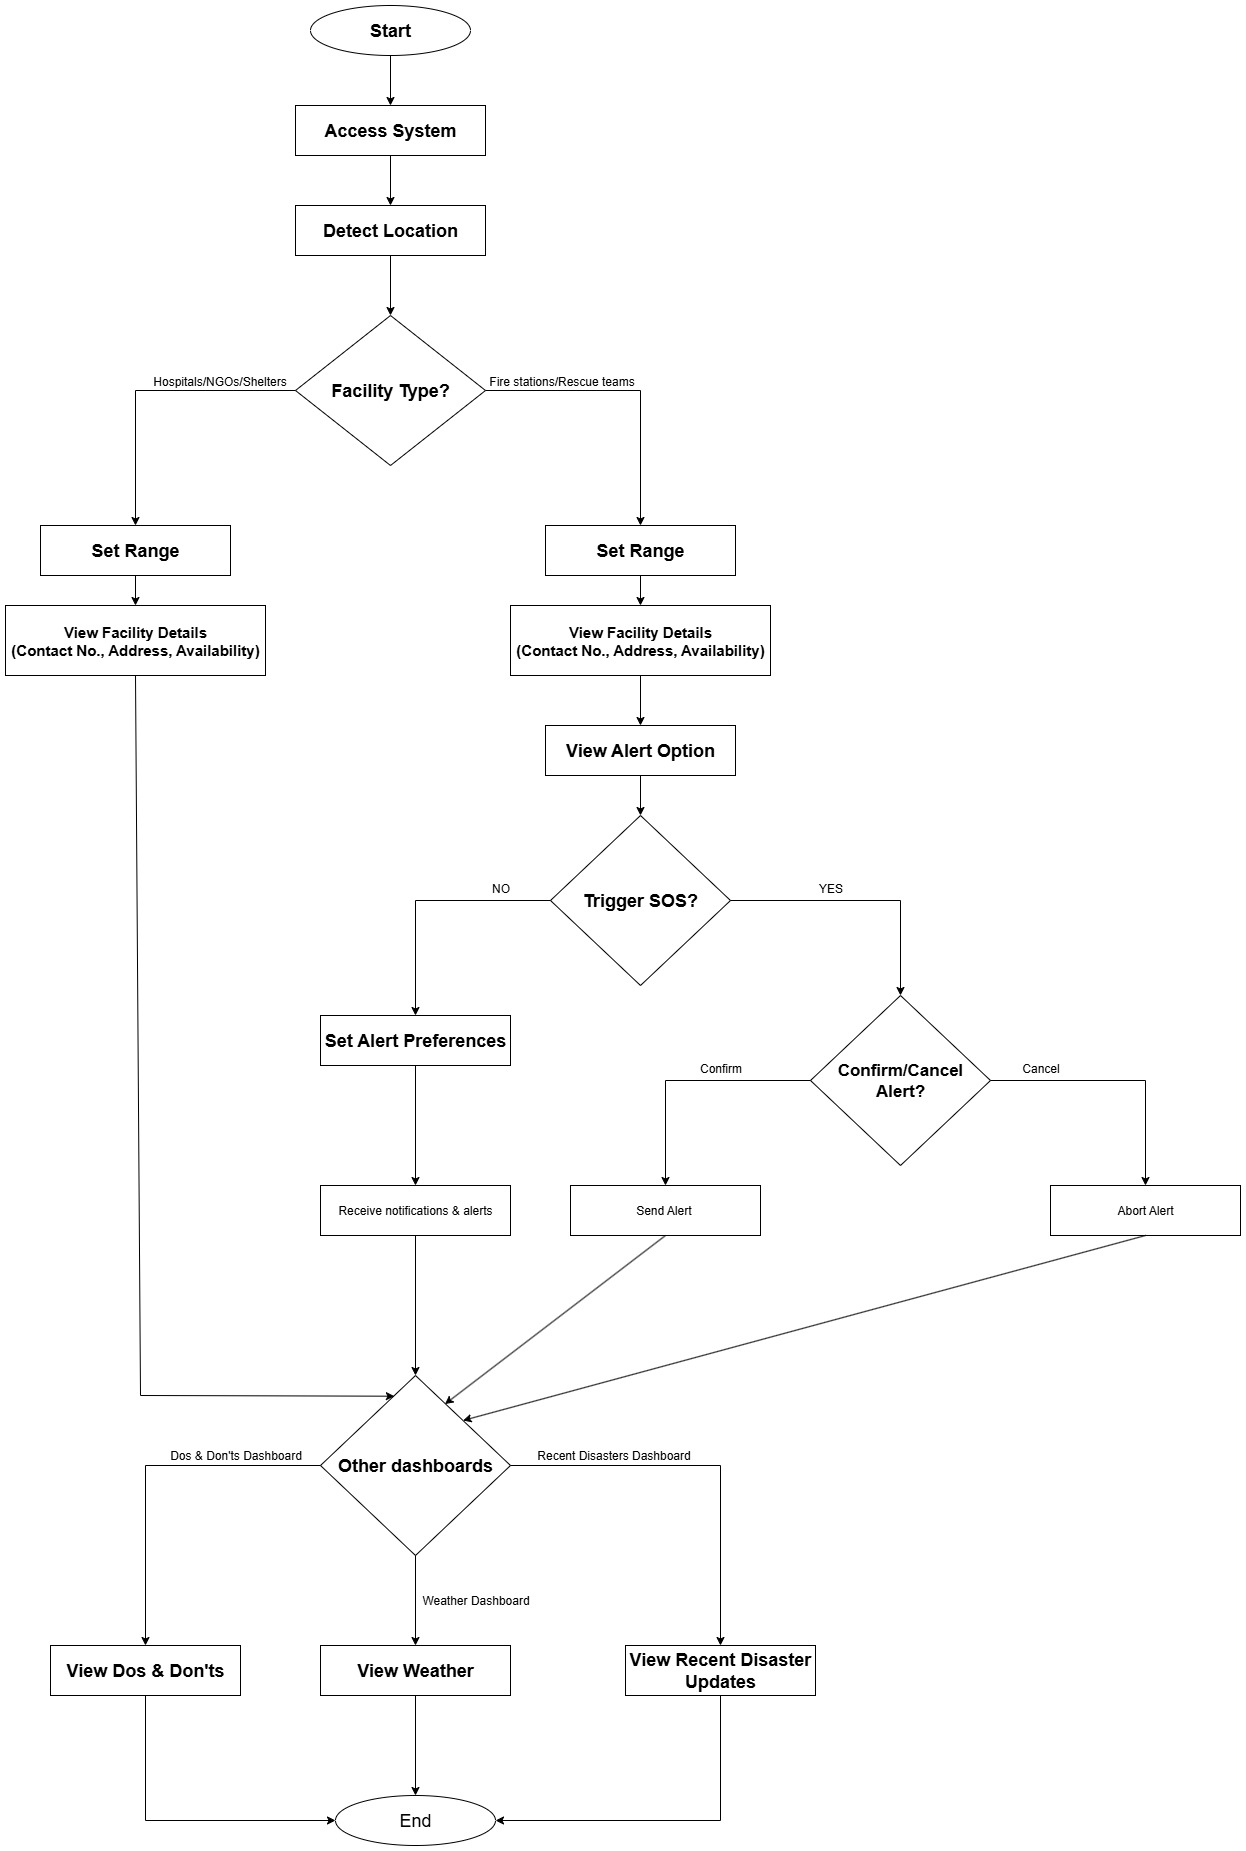 Start
Access System
Detect Location
Hospitals/NGOs/Shelters
Facility Type?
Fire stations/Rescue teams
Set Range
Set Range
View Facility Details
(Contact No., Address, Availability)
View Facility Details
(Contact No., Address, Availability)
View Alert Option
NO
Trigger SOS?
YES
Set Alert Preferences
Confirm
Confirm/Cancel
Alert?
Cancel
Receive notifications & alerts
Send Alert
Abort Alert
Dos & Don'ts Dashboard
Other dashboards
Recent Disasters Dashboard
Weather Dashboard
View Dos & Don'ts
View Weather
View Recent Disaster
Updates
End